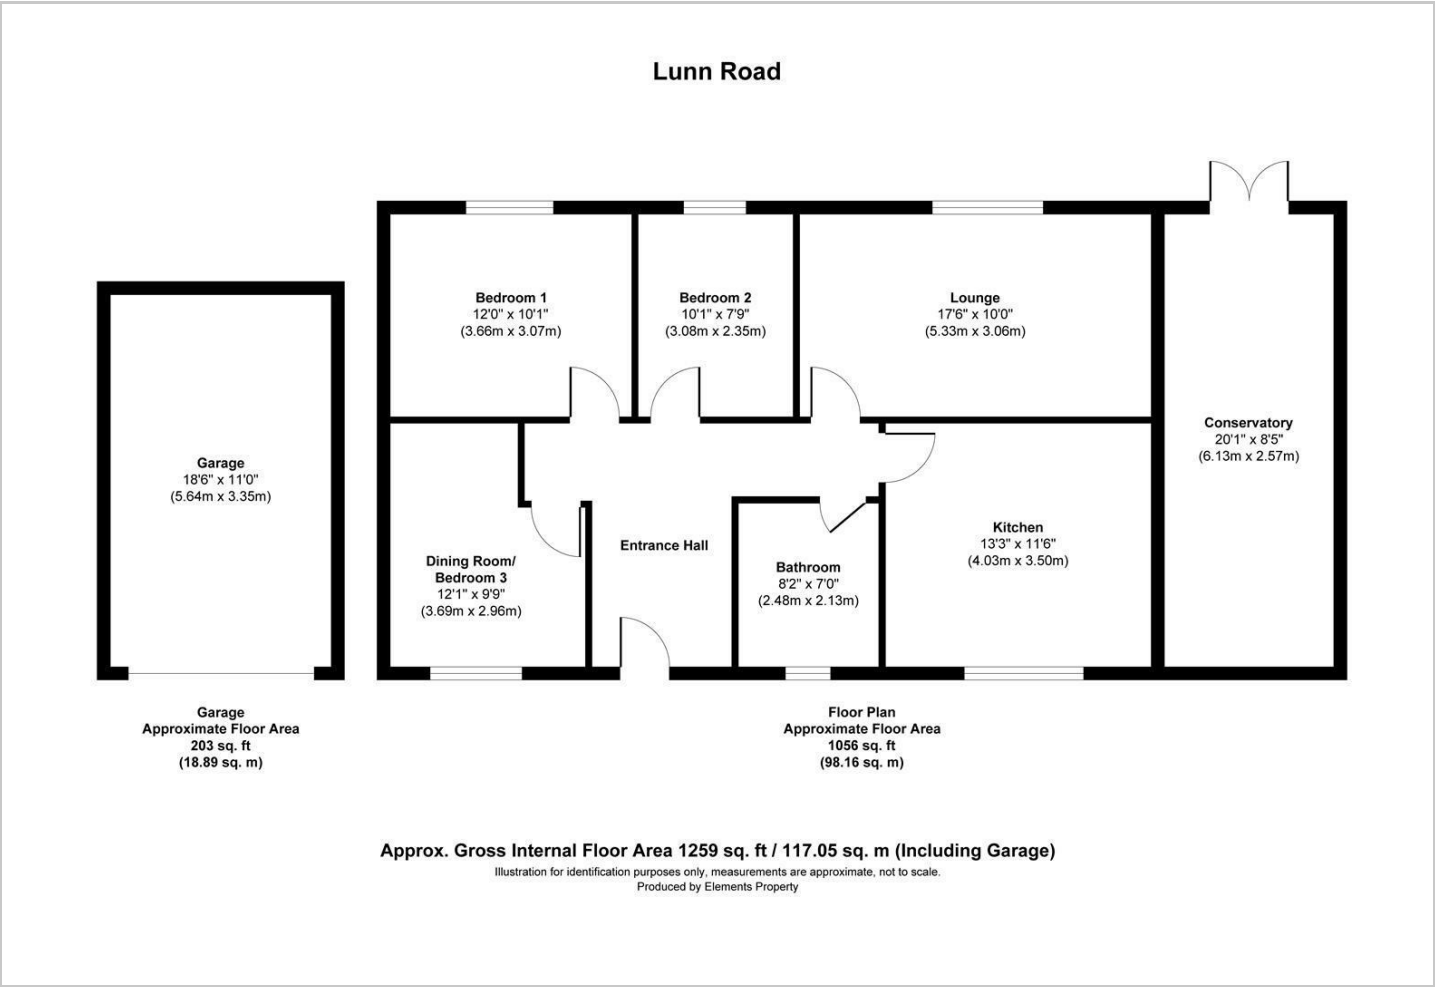 Lunn Road
Bedroom 1
12'0" x 10'1"
(3.66m x 3.07m)
Bedroom 2
10'1" x 7'9"
(3.08m x 2.35m)
Lounge
17'6" x 10'0"
(5.33m x 3.06m)
Conservatory
20'1" x 8'5"
(6.13m x 2.57m)
Garage
18'6" x 11'0"
(5.64m x 3.35m)
Dining Room/
Bedroom 3
12'1" x 9'9"
(3.69m x 2.96m)
Entrance Hall
Bathroom
8'2" x 7'0"
(2.48m x 2.13m)
Kitchen
13'3" x 11'6"
(4.03m x 3.50m)
Garage
Approximate Floor Area
203 sq. ft
(18.89 sq. m)
Floor Plan
Approximate Floor Area
1056 sq. ft
(98.16 sq. m)
Approx. Gross Internal Floor Area 1259 sq. ft / 117.05 sq. m (Including Garage)
Illustration for identification purposes only, measurements are approximate, not to scale.
Produced by Elements Property